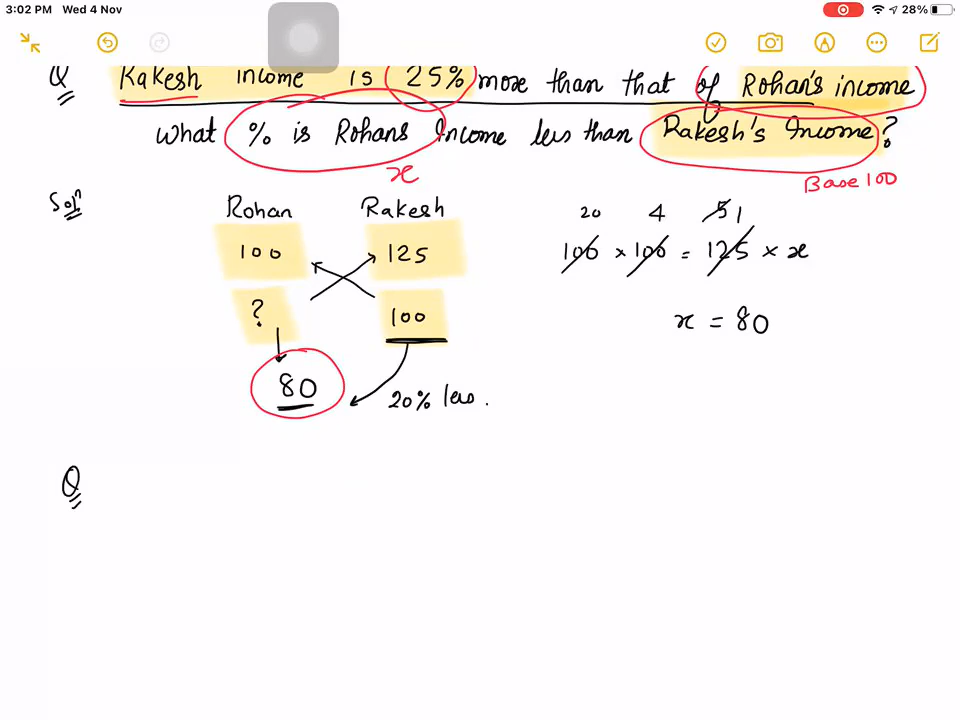 3:02 PM Wed 4 Nov
28%
Q Rakesh income is 25% more than that of Rohan's income
What % is Rohans Income less than Rakesh's Income?
x
Base 100
Solⁿ
Rohan Rakesh
100 125
? 100
80
20% less.
20 4 5 1
100 × 100 = 125 × x
x = 80
Q